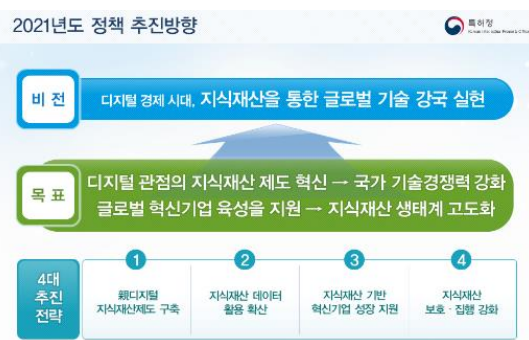 2021년도 정책 추진방향
특허청
비 전
디지털 경제 시대, 지식재산을 통한 글로벌 기술 강국 실현
목 표
디지털 관점의 지식재산 제도 혁신 → 국가 기술경쟁력 강화
글로벌 혁신기업 육성을 지원 → 지식재산 생태계 고도화
4대
추진
전략
1
親디지털
지식재산제도 구축
2
지식재산 데이터
활용 확산
3
지식재산 기반
혁신기업 성장 지원
4
지식재산
보호·집행 강화